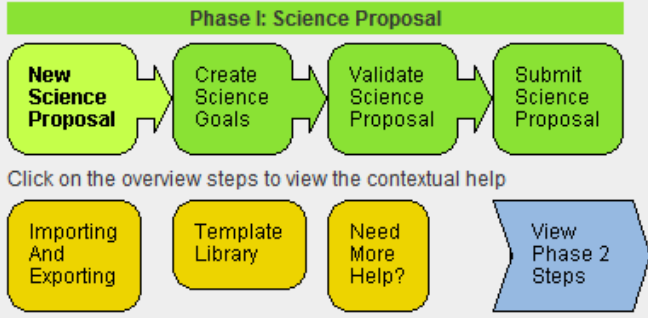 Phase I: Science Proposal
New
Science
Proposal
Create
Science
Goals
Validate
Science
Proposal
Submit
Science
Proposal
Click on the overview steps to view the contextual help
Importing
And
Exporting
Template
Library
Need
More
Help?
View
Phase 2
Steps